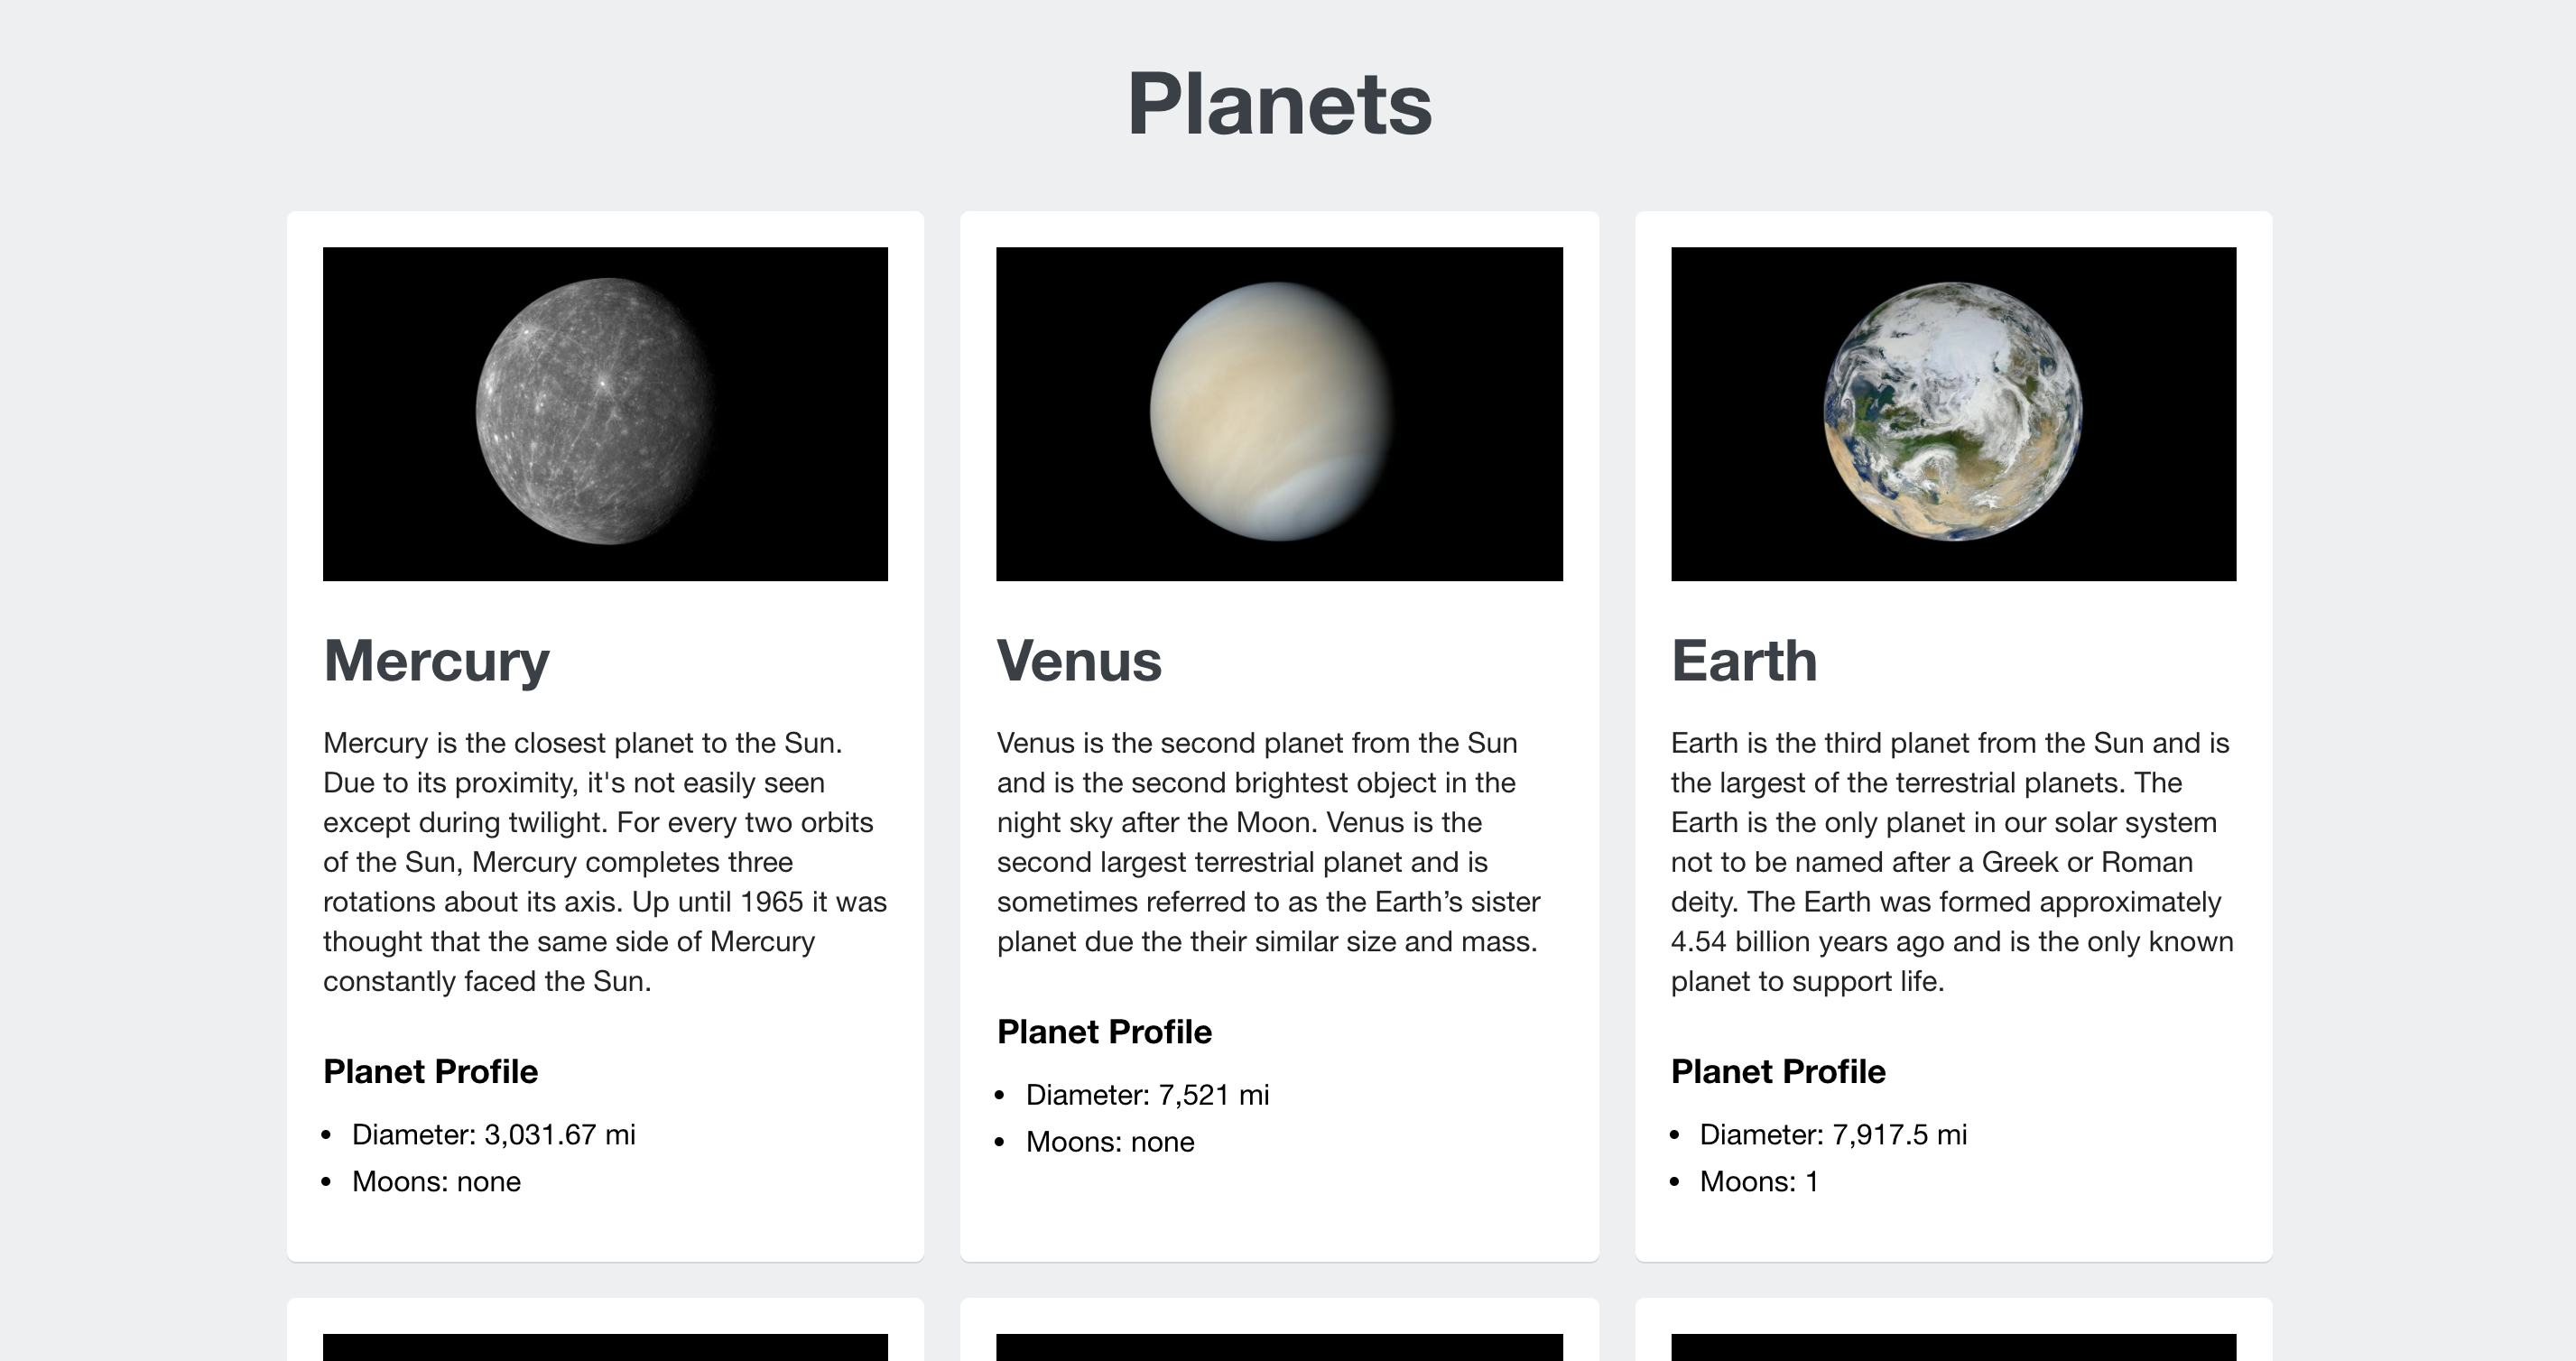 Planets
Mercury
Mercury is the closest planet to the Sun.
Due to its proximity, it's not easily seen
except during twilight. For every two orbits
of the Sun, Mercury completes three
rotations about its axis. Up until 1965 it was
thought that the same side of Mercury
constantly faced the Sun.
Planet Profile
• Diameter: 3,031.67 mi
• Moons: none
Venus
Venus is the second planet from the Sun
and is the second brightest object in the
night sky after the Moon. Venus is the
second largest terrestrial planet and is
sometimes referred to as the Earth’s sister
planet due the their similar size and mass.
Planet Profile
• Diameter: 7,521 mi
• Moons: none
Earth
Earth is the third planet from the Sun and is
the largest of the terrestrial planets. The
Earth is the only planet in our solar system
not to be named after a Greek or Roman
deity. The Earth was formed approximately
4.54 billion years ago and is the only known
planet to support life.
Planet Profile
• Diameter: 7,917.5 mi
• Moons: 1